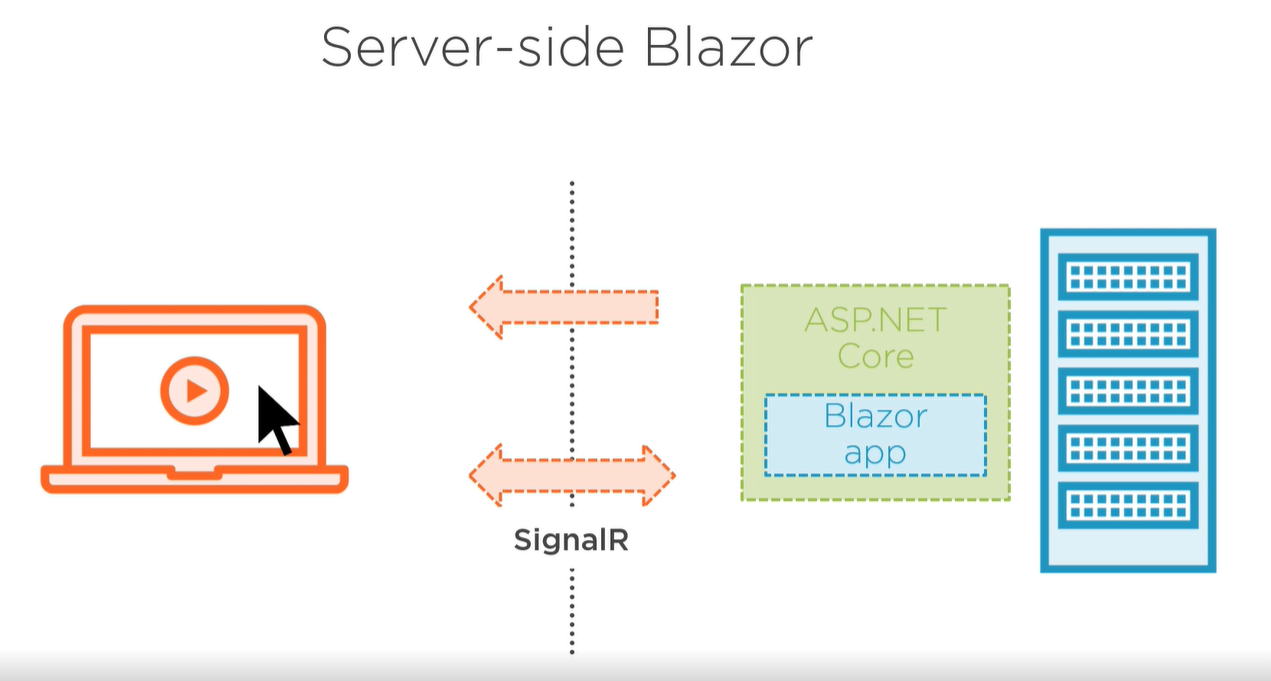 Server-side Blazor
ASP.NET
Core
Blazor
app
SignalR